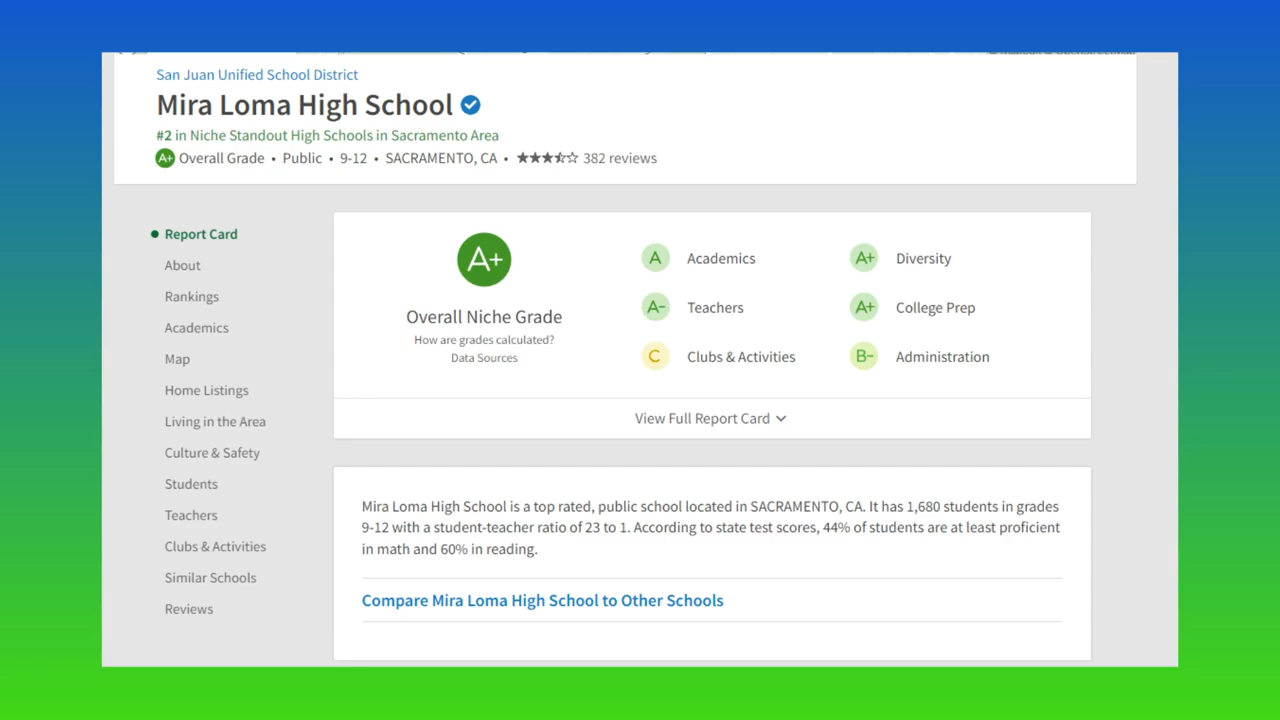 San Juan Unified School District
Mira Loma High School
#2 in Niche Standout High Schools in Sacramento Area
A+ Overall Grade • Public • 9-12 • SACRAMENTO, CA • ★★★⯪☆ 382 reviews
Report Card
About
Rankings
Academics
Map
Home Listings
Living in the Area
Culture & Safety
Students
Teachers
Clubs & Activities
Similar Schools
Reviews
A+
Overall Niche Grade
How are grades calculated?
Data Sources
A Academics
A+ Diversity
A- Teachers
A+ College Prep
C Clubs & Activities
B- Administration
View Full Report Card
Mira Loma High School is a top rated, public school located in SACRAMENTO, CA. It has 1,680 students in grades
9-12 with a student-teacher ratio of 23 to 1. According to state test scores, 44% of students are at least proficient
in math and 60% in reading.
Compare Mira Loma High School to Other Schools